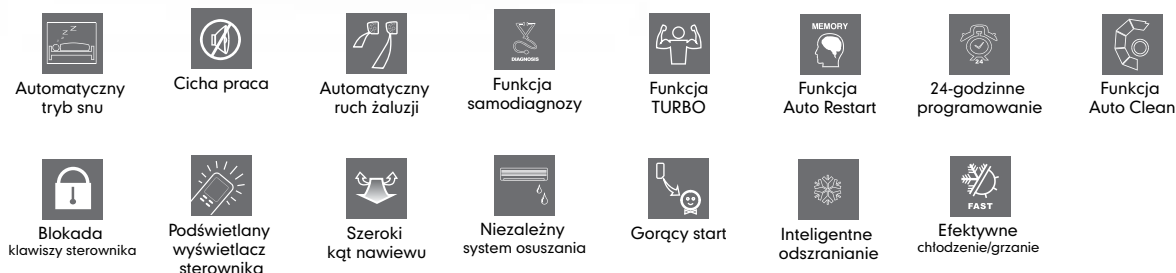 Z Z Z
Automatyczny
tryb snu
Cicha praca
Automatyczny
ruch żaluzji
DIAGNOSIS
Funkcja
samodiagnozy
Funkcja
TURBO
MEMORY
Funkcja
Auto Restart
24
24-godzinne
programowanie
Funkcja
Auto Clean
Blokada
klawiszy sterownika
Podświetlany
wyświetlacz
sterownika
Szeroki
kąt nawiewu
Niezależny
system osuszania
Gorący start
Inteligentne
odszranianie
FAST
Efektywne
chłodzenie/grzanie